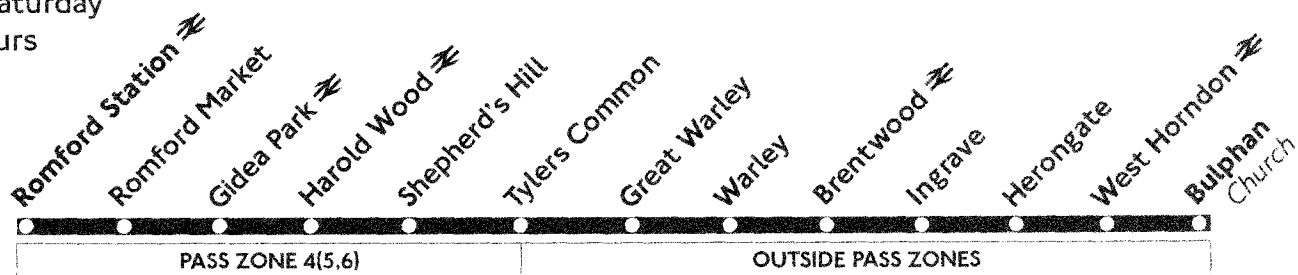 aturday
urs
Romford Station
Romford Market
Gidea Park
Harold Wood
Shepherd's Hill
Tylers Common
Great Warley
Warley
Brentwood
Ingrave
Herongate
West Horndon
Bulphan
Church
PASS ZONE 4(5,6)
OUTSIDE PASS ZONES